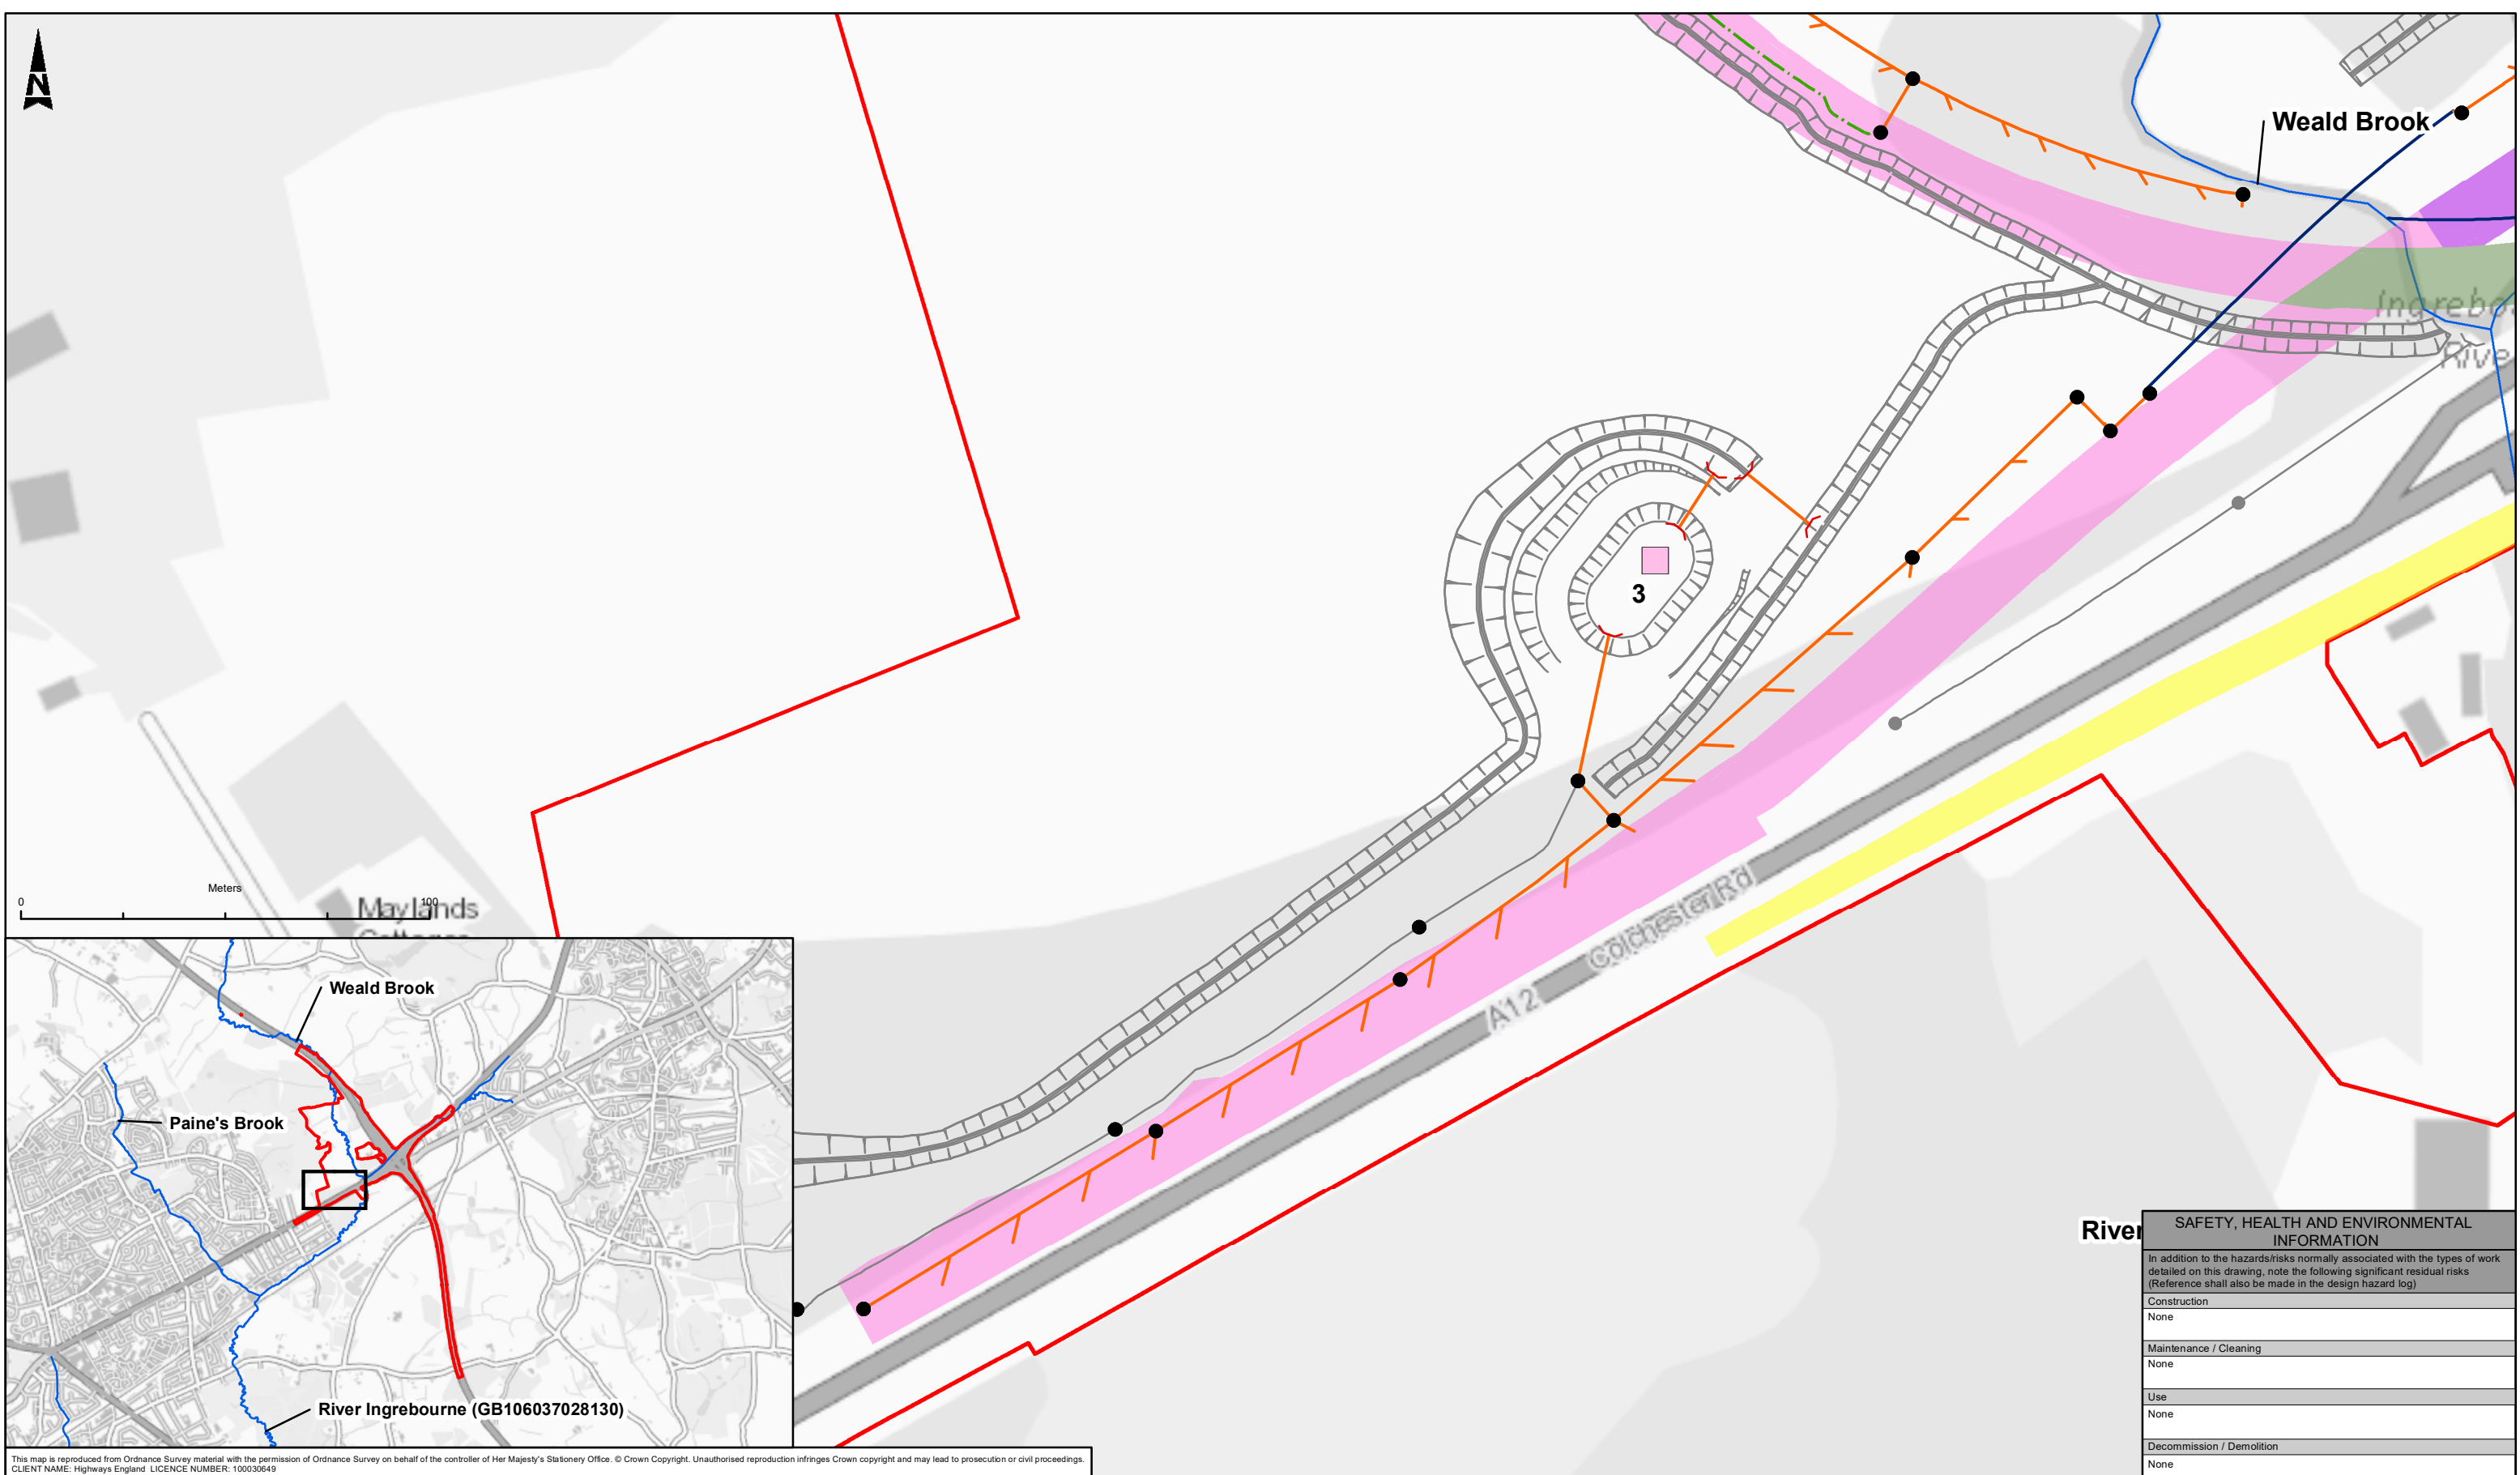 N
Weald Brook
Ingrebo
Rive
3
Meters
0
100
Maylands
Cottages
Colchester Rd
A12
Weald Brook
Paine's Brook
River Ingrebourne (GB106037028130)
River
SAFETY, HEALTH AND ENVIRONMENTAL
INFORMATION
In addition to the hazards/risks normally associated with the types of work
detailed on this drawing, note the following significant residual risks
(Reference shall also be made in the design hazard log)
Construction
None
Maintenance / Cleaning
None
Use
None
Decommission / Demolition
None
This map is reproduced from Ordnance Survey material with the permission of Ordnance Survey on behalf of the controller of Her Majesty's Stationery Office. © Crown Copyright. Unauthorised reproduction infringes Crown copyright and may lead to prosecution or civil proceedings.
CLIENT NAME: Highways England LICENCE NUMBER: 100030649